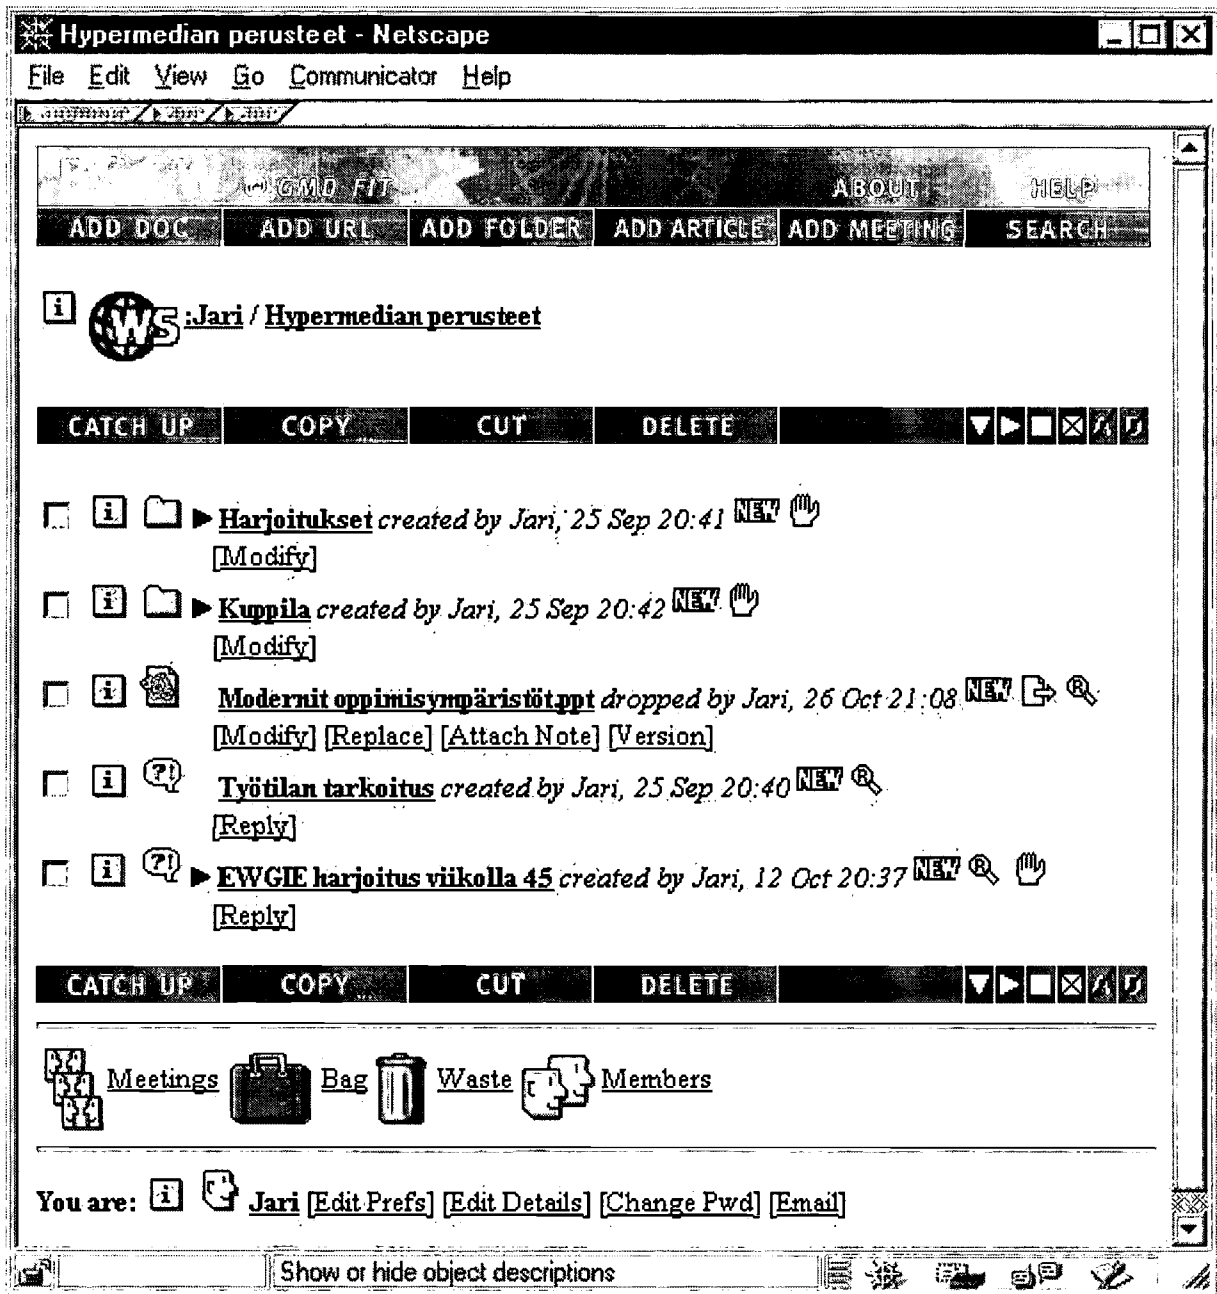 Hypermedian perusteet - Netscape
File Edit View Go Communicator Help
GMD FIT ABOUT HELP
ADD DOC ADD URL ADD FOLDER ADD ARTICLE ADD MEETING SEARCH
i WS :Jari / Hypermedian perusteet
CATCH UP COPY CUT DELETE
i Harjoitukset created by Jari, 25 Sep 20:41 NEW
[Modify]
i Kuppila created by Jari, 25 Sep 20:42 NEW
[Modify]
i Modernit oppimisympäristöt.ppt dropped by Jari, 26 Oct 21:08 NEW R
[Modify] [Replace] [Attach Note] [Version]
i ?! Työtilan tarkoitus created by Jari, 25 Sep 20:40 NEW R
[Reply]
i ?! EWGIE harjoitus viikolla 45 created by Jari, 12 Oct 20:37 NEW R
[Reply]
CATCH UP COPY CUT DELETE
Meetings Bag Waste Members
You are: i Jari [Edit Prefs] [Edit Details] [Change Pwd] [Email]
Show or hide object descriptions